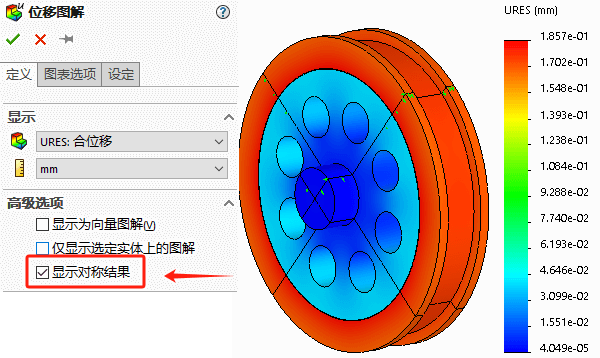 位移图解
定义
图表选项
设定
显示
URES: 合位移
mm
高级选项
显示为向量图解(V)
仅显示选定实体上的图解
显示对称结果
URES (mm)
1.857e-01
1.702e-01
1.548e-01
1.393e-01
1.238e-01
1.084e-01
9.288e-02
7.740e-02
6.193e-02
4.646e-02
3.099e-02
1.552e-02
4.049e-05